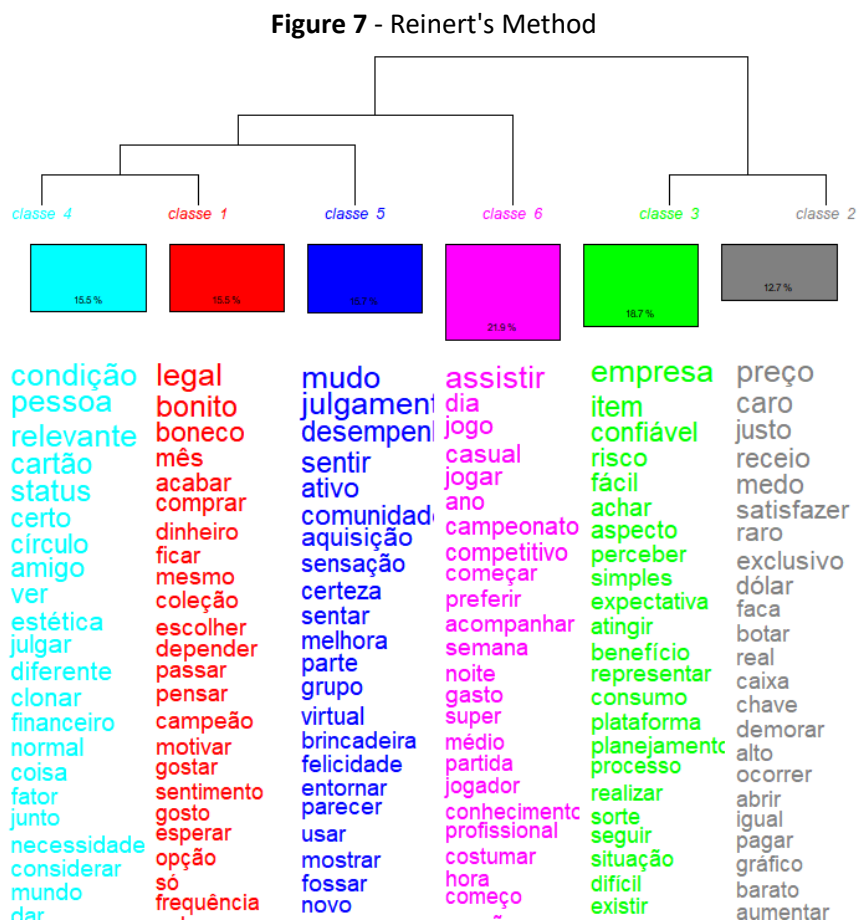 Figure 7 - Reinert's Method
classe 4
classe 1
classe 5
classe 6
classe 3
classe 2
15.5 %
15.5 %
15.7 %
21.9 %
18.7 %
12.7 %
condição
pessoa
relevante
cartão
status
certo
círculo
amigo
ver
estética
julgar
diferente
clonar
financeiro
normal
coisa
fator
junto
necessidade
considerar
mundo
dar
legal
bonito
boneco
mês
acabar
comprar
dinheiro
ficar
mesmo
coleção
escolher
depender
passar
pensar
campeão
motivar
gostar
sentimento
gosto
esperar
opção
só
frequência
mudo
julgament
desempen
sentir
ativo
comunidad
aquisição
sensação
certeza
sentar
melhora
parte
grupo
virtual
brincadeira
felicidade
entornar
parecer
usar
mostrar
fossar
novo
assistir
dia
jogo
casual
jogar
ano
campeonato
competitivo
começar
preferir
acompanhar
semana
noite
gasto
super
médio
partida
jogador
conhecimento
profissional
costumar
hora
começo
empresa
item
confiável
risco
fácil
achar
aspecto
perceber
simples
expectativa
atingir
benefício
representar
consumo
plataforma
planejamento
processo
realizar
sorte
seguir
situação
difícil
existir
preço
caro
justo
receio
medo
satisfazer
raro
exclusivo
dólar
faca
botar
real
caixa
chave
demorar
alto
ocorrer
abrir
igual
pagar
gráfico
barato
aumentar